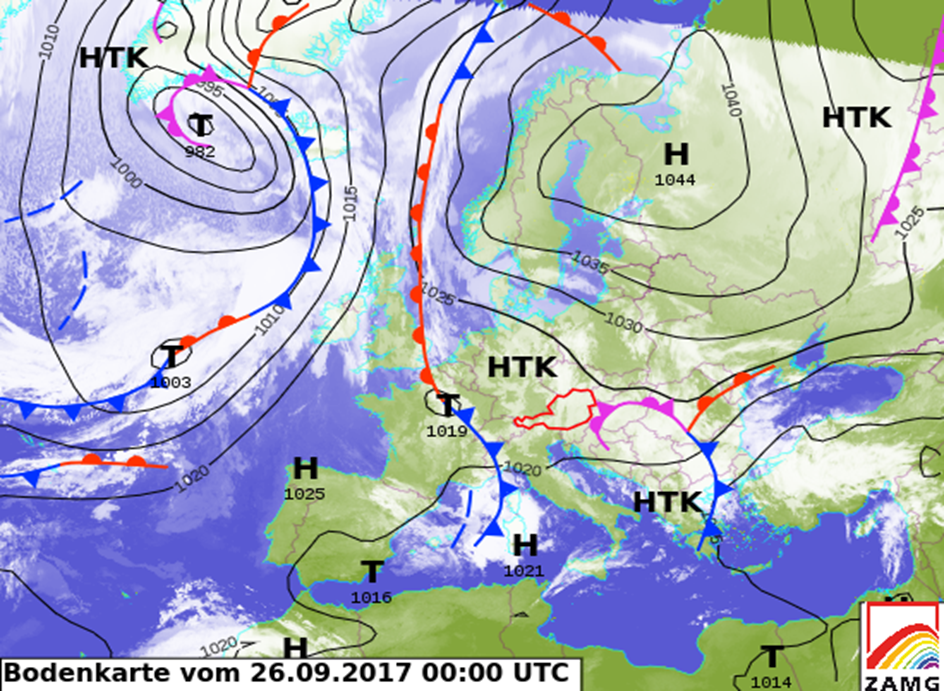 1010
HTK
995
T
982
1000
1015
1040
HTK
H
1044
1025
1035
1025
1030
1010
T
1003
HTK
T
1019
1020
1020
H
1025
HTK
H
1021
T
1016
1020
H
T
1014
Bodenkarte vom 26.09.2017 00:00 UTC
ZAMG